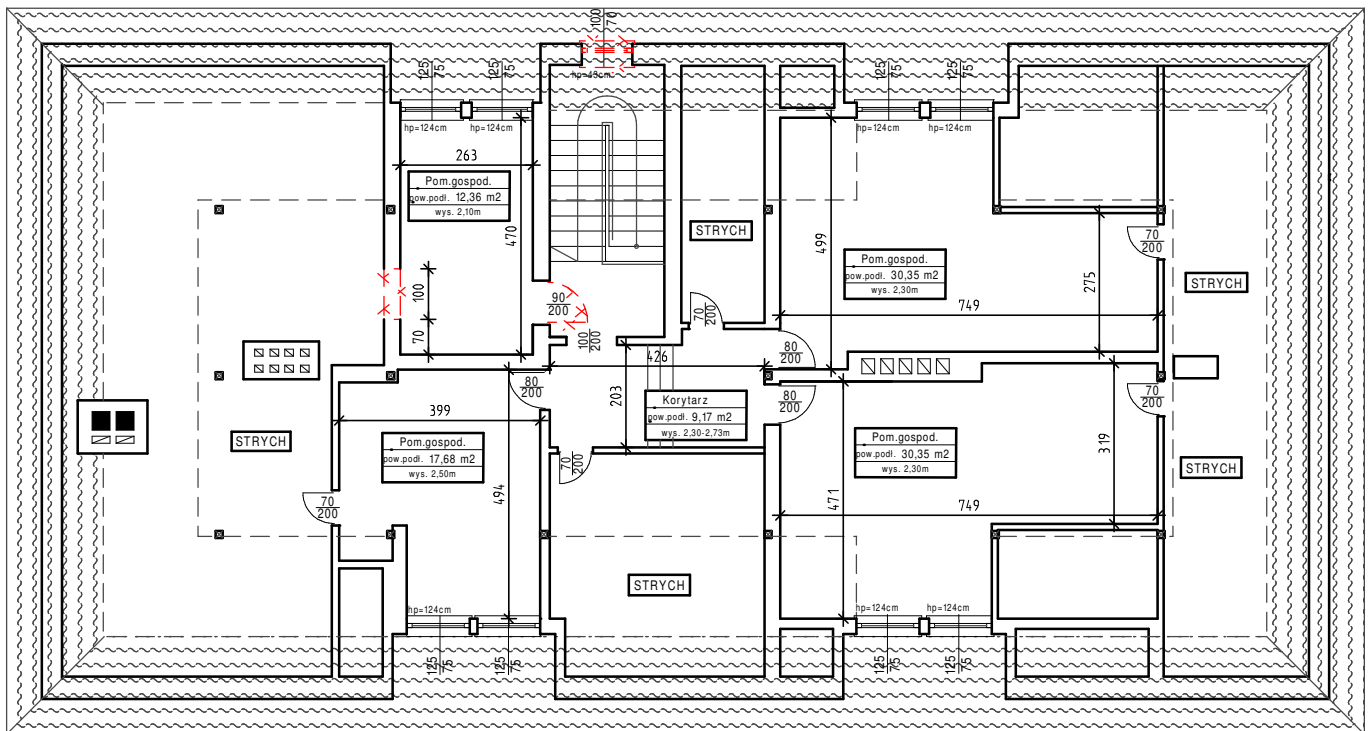 100
70
hp=49cm
125
75
125
75
125
75
125
75
hp=124cm
hp=124cm
hp=124cm
hp=124cm
263
Pom.gospod.
pow.podł. 12,36 m2
wys. 2,10m
470
100
70
90
200
100
200
STRYCH
70
200
499
Pom.gospod.
pow.podł. 30,35 m2
wys. 2,30m
275
749
70
200
STRYCH
80
200
426
203
Korytarz
pow.podł. 9,17 m2
wys. 2,30-2,73m
80
200
80
200
399
Pom.gospod.
pow.podł. 17,68 m2
wys. 2,50m
494
STRYCH
70
200
70
200
Pom.gospod.
pow.podł. 30,35 m2
wys. 2,30m
471
749
319
70
200
STRYCH
STRYCH
hp=124cm
hp=124cm
hp=124cm
125
75
125
75
125
75
125
75